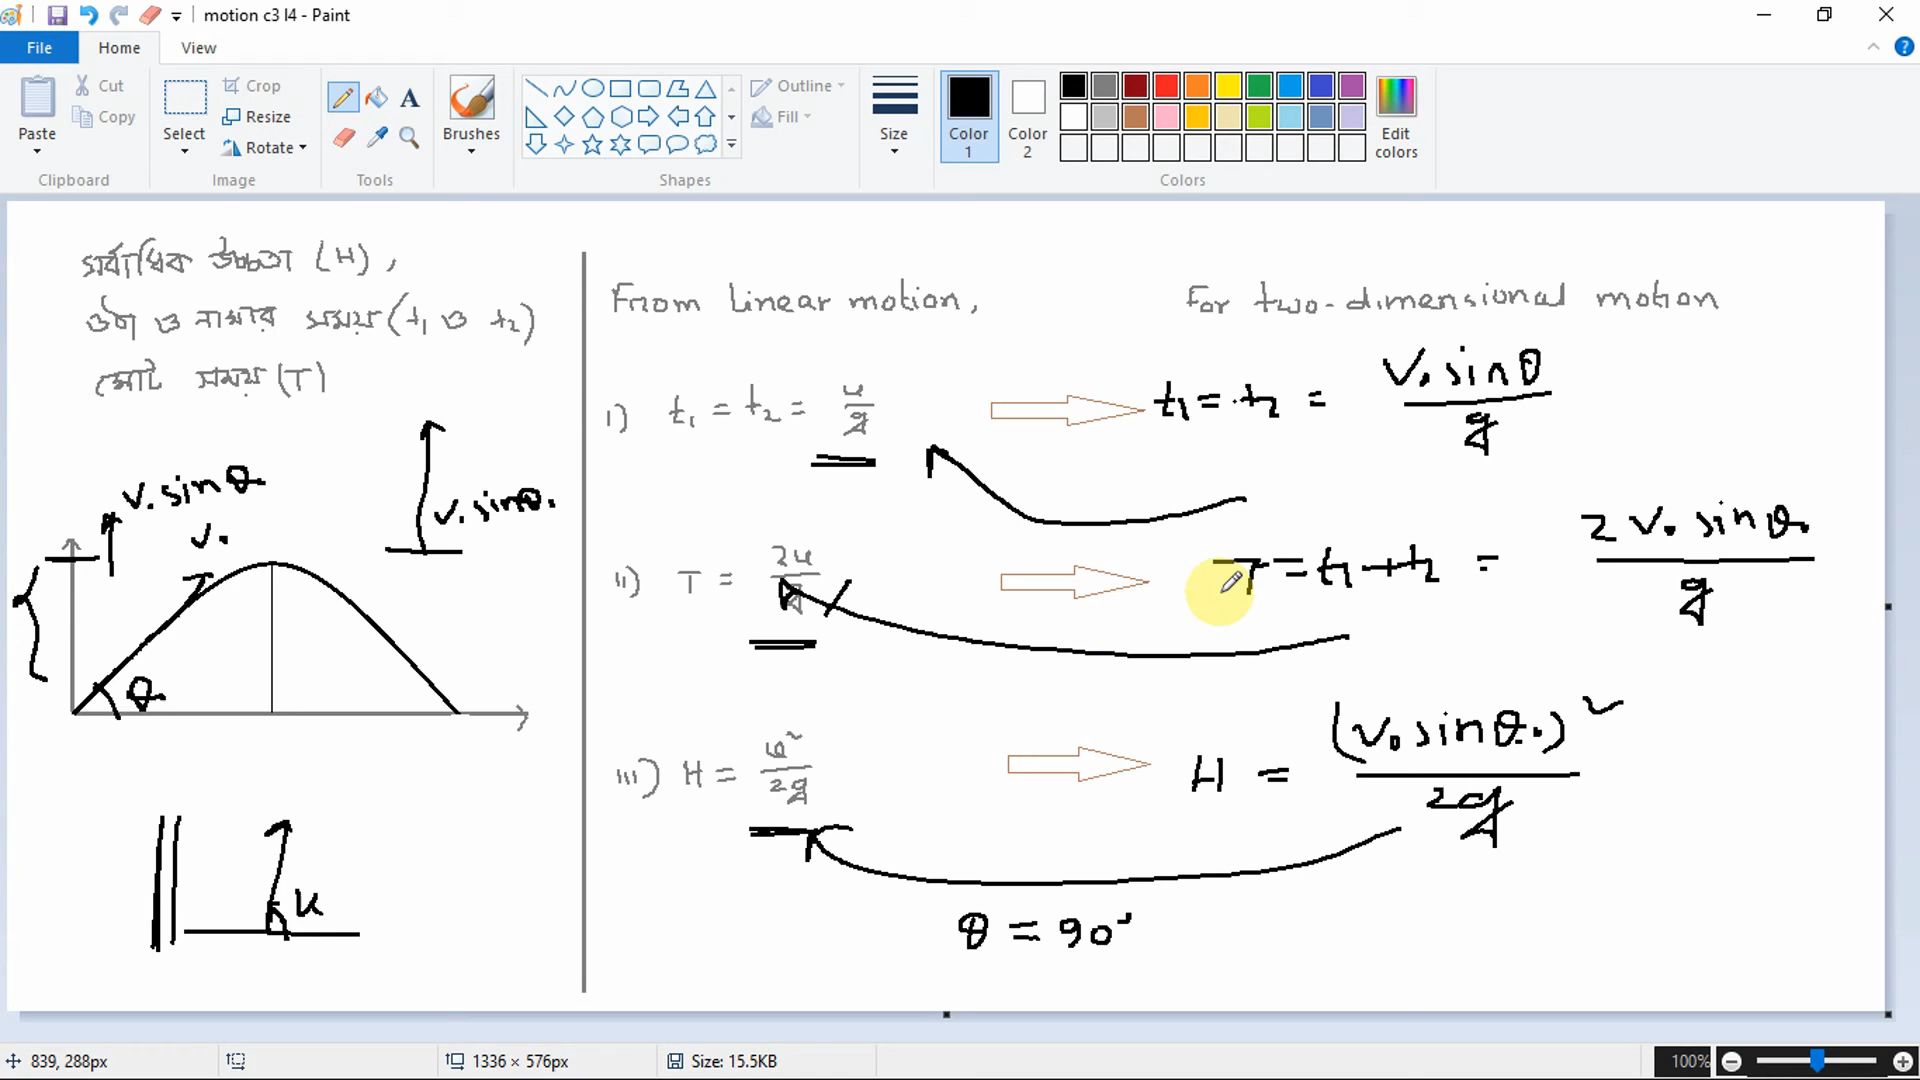 motion c3 l4 - Paint
File
Home
View
Paste
Cut
Copy
Clipboard
Select
Crop
Resize
Rotate
Image
Tools
Brushes
Outline
Fill
Shapes
Size
Color 1
Color 2
Edit colors
Colors
সর্বাধিক উচ্চতা (H),
ওঠা ও নামার সময় (t₁ ও t₂)
মোট সময় (T)
v₀ sinθ
v₀
v₀ sinθ₀
θ
u
From linear motion,
i) t₁ = t₂ = u/g
ii) T = 2u/g
iii) H = u²/2g
θ = 90°
For two-dimensional motion
t₁ = t₂ = v₀ sinθ/g
T = t₁ + t₂ = 2v₀ sinθ₀/g
H = (v₀ sinθ₀)²/2g
839, 288px
1336 × 576px
Size: 15.5KB
100%